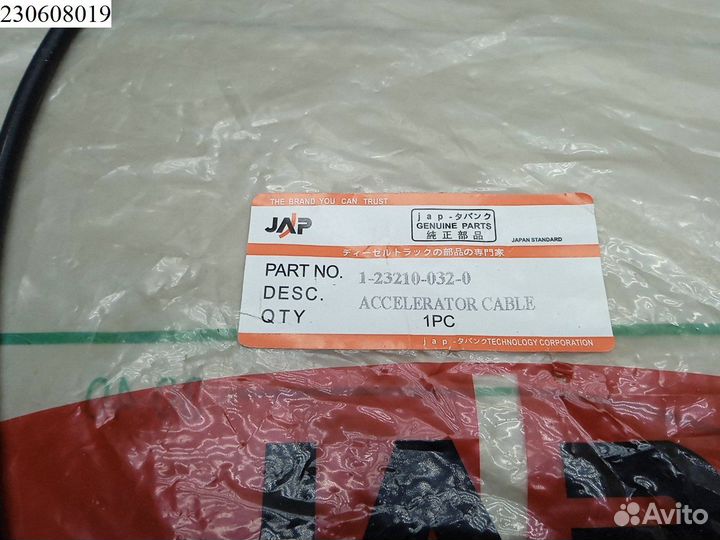 230608019
THE BRAND YOU CAN TRUST
JAP
jap-タバンク
GENUINE PARTS
純正部品
JAPAN STANDARD
ディーゼルトラックの部品の専門家
PART NO. 1-23210-032-0
DESC. ACCELERATOR CABLE
QTY 1PC
jap-タバンクTECHNOLOGY CORPORATION
JAP
Avito